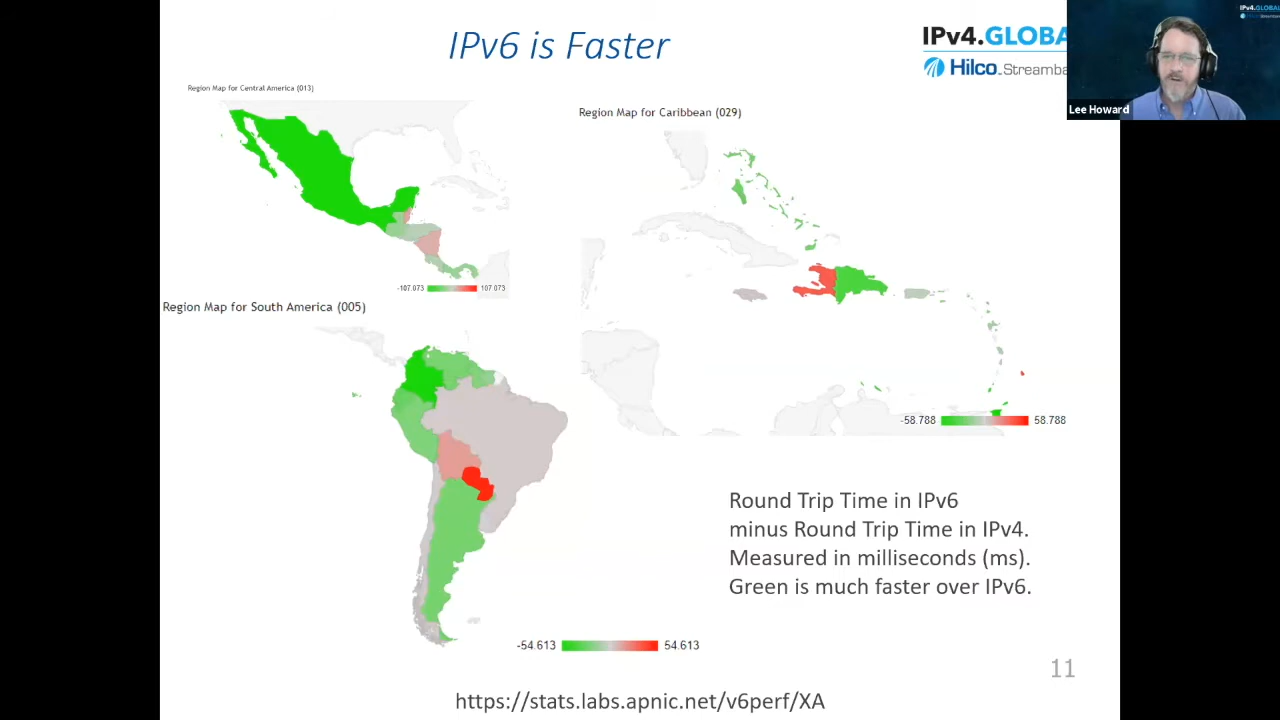 IPv6 is Faster
IPv4.GLOBA
Hilco Streamba
IPv4.GLOBAL
Lee Howard
Region Map for Central America (013)
-107.073 107.073
Region Map for Caribbean (029)
-58.788 58.788
Region Map for South America (005)
-54.613 54.613
Round Trip Time in IPv6
minus Round Trip Time in IPv4.
Measured in milliseconds (ms).
Green is much faster over IPv6.
11
https://stats.labs.apnic.net/v6perf/XA